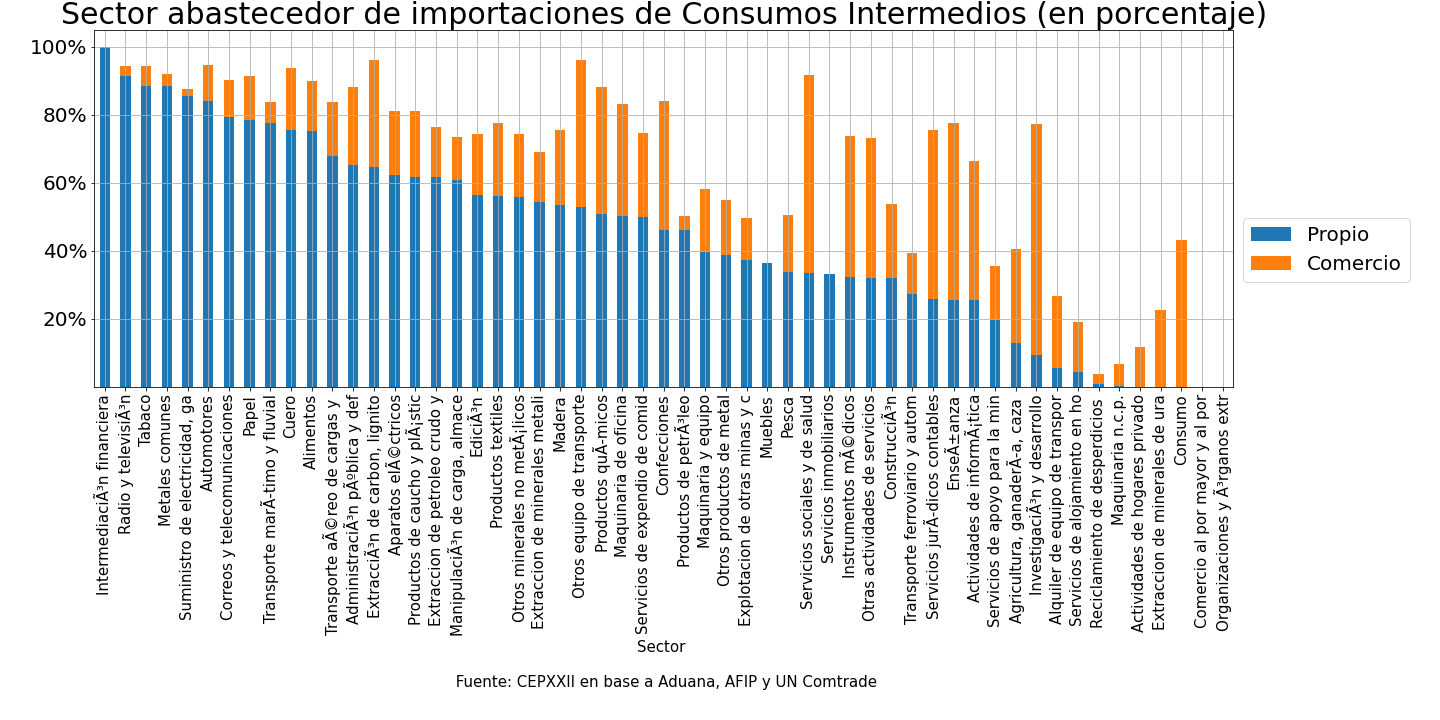 Sector abastecedor de importaciones de Consumos Intermedios (en porcentaje)
100%
80%
60%
40%
20%
Propio
Comercio
IntermediaciÃ³n financiera
Radio y televisiÃ³n
Tabaco
Metales comunes
Suministro de electricidad, ga
Automotores
Correos y telecomunicaciones
Papel
Transporte marÃ-timo y fluvial
Cuero
Alimentos
Transporte aÃ©reo de cargas y
AdministraciÃ³n pÃºblica y def
ExtracciÃ³n de carbon, lignito
Aparatos elÃ©ctricos
Productos de caucho y plÃ¡stic
Extraccion de petroleo crudo y
ManipulaciÃ³n de carga, almace
EdiciÃ³n
Productos textiles
Otros minerales no metÃ¡licos
Extraccion de minerales metali
Madera
Otros equipo de transporte
Productos quÃ-micos
Maquinaria de oficina
Servicios de expendio de comid
Confecciones
Productos de petrÃ³leo
Maquinaria y equipo
Otros productos de metal
Explotacion de otras minas y c
Muebles
Pesca
Servicios sociales y de salud
Servicios inmobiliarios
Instrumentos mÃ©dicos
Otras actividades de servicios
ConstrucciÃ³n
Transporte ferroviario y autom
Servicios jurÃ-dicos contables
EnseÃ±anza
Actividades de informÃ¡tica
Servicios de apoyo para la min
Agricultura, ganaderÃ-a, caza
InvestigaciÃ³n y desarrollo
Alquiler de equipo de transpor
Servicios de alojamiento en ho
Reciclamiento de desperdicios
Maquinaria n.c.p.
Actividades de hogares privado
Extraccion de minerales de ura
Consumo
Comercio al por mayor y al por
Organizaciones y Ã³rganos extr
Sector
Fuente: CEPXXII en base a Aduana, AFIP y UN Comtrade